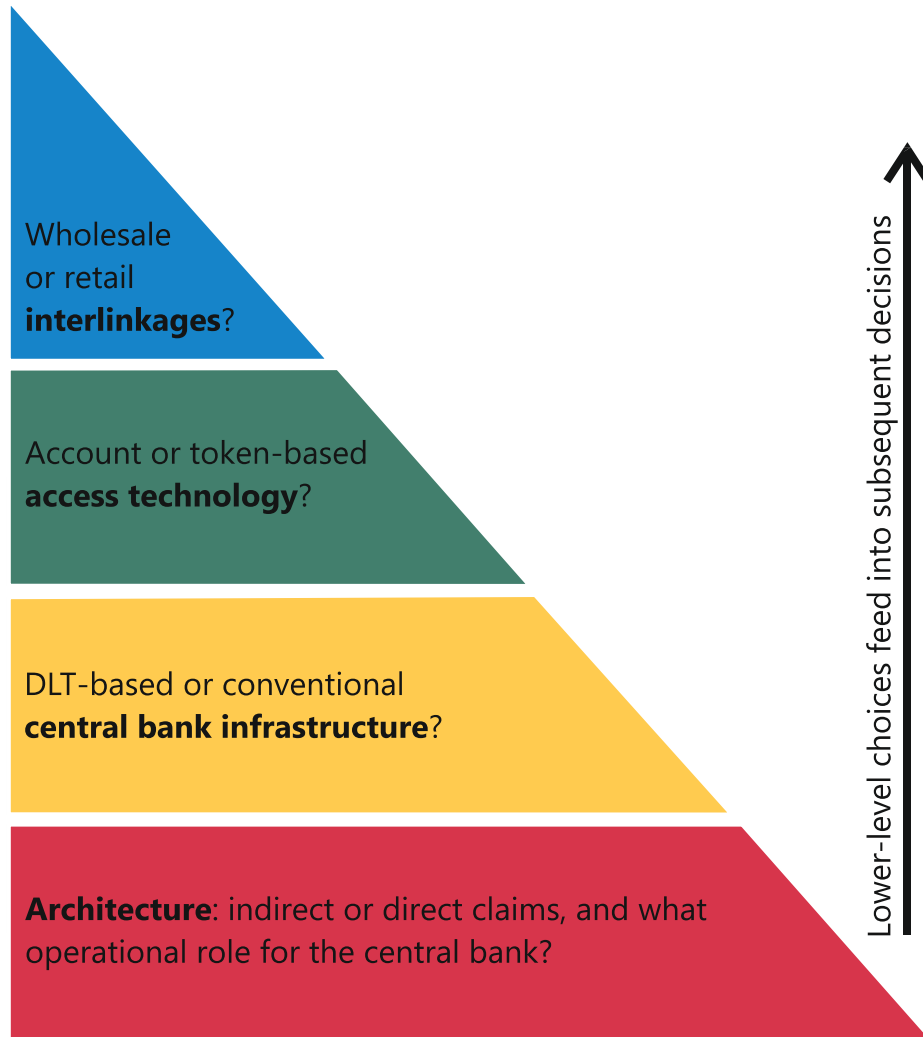 Wholesale
or retail
interlinkages?
Account or token-based
access technology?
DLT-based or conventional
central bank infrastructure?
Architecture: indirect or direct claims, and what
operational role for the central bank?
Lower-level choices feed into subsequent decisions